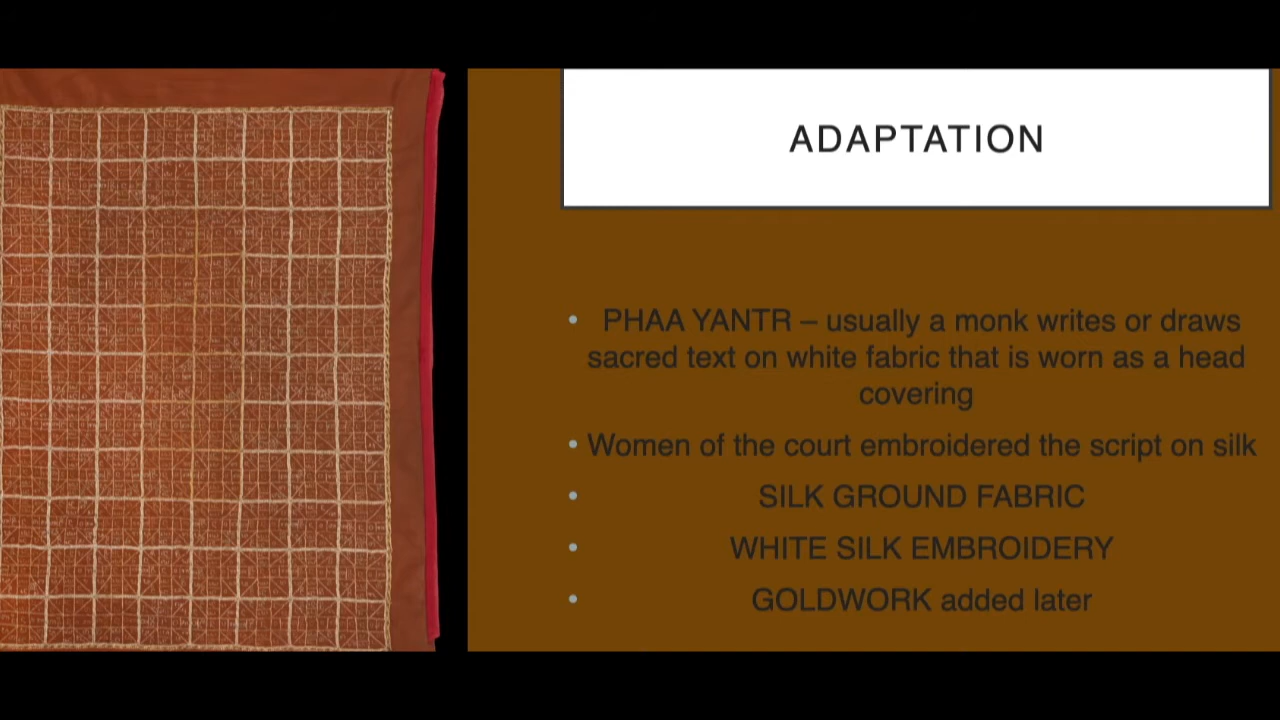 ADAPTATION
• PHAA YANTR – usually a monk writes or draws
sacred text on white fabric that is worn as a head
covering
• Women of the court embroidered the script on silk
• SILK GROUND FABRIC
• WHITE SILK EMBROIDERY
• GOLDWORK added later